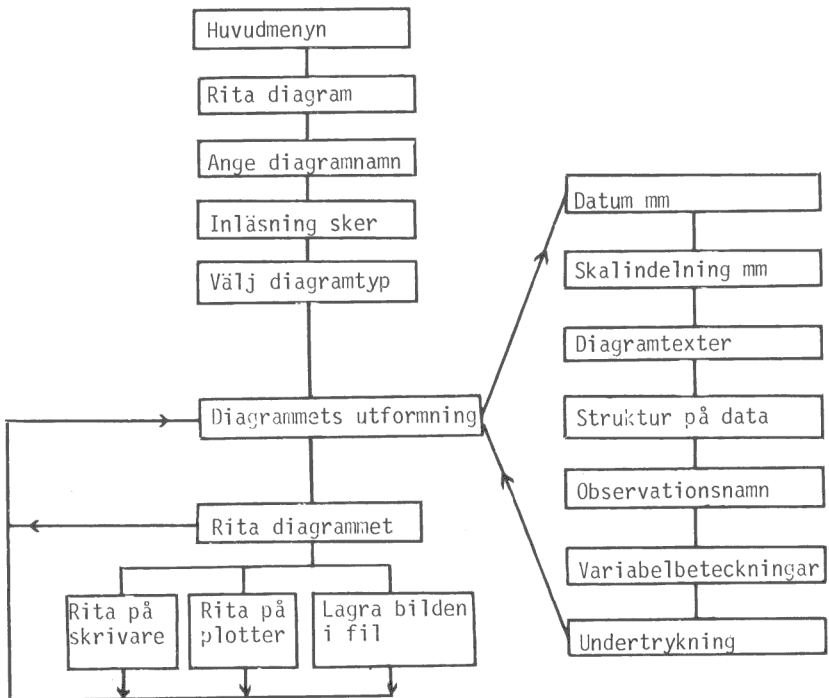 Huvudmenyn
Rita diagram
Ange diagramnamn
Inläsning sker
Välj diagramtyp
Diagrammets utformning
Rita diagrammet
Rita på
skrivare
Rita på
plotter
Lagra bilden
i fil
Datum mm
Skalindelning mm
Diagramtexter
Struktur på data
Observationsnamn
Variabelbeteckningar
Undertrykning